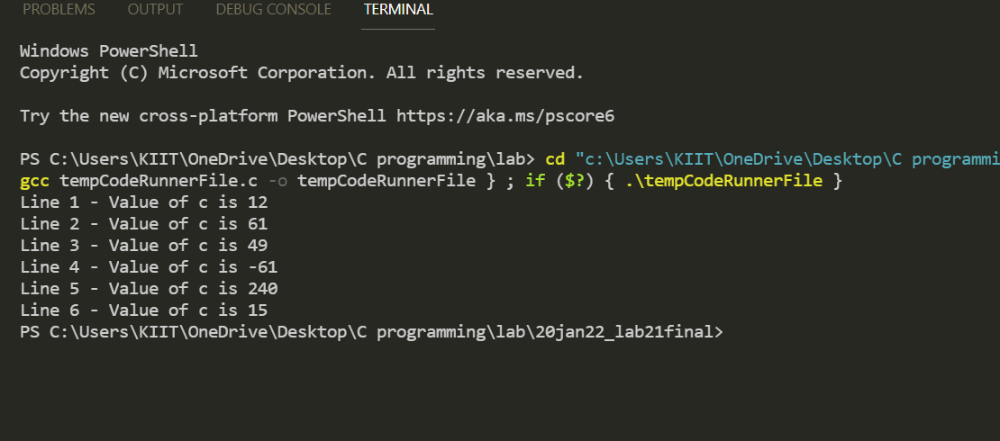 PROBLEMS OUTPUT DEBUG CONSOLE TERMINAL
Windows PowerShell
Copyright (C) Microsoft Corporation. All rights reserved.
Try the new cross-platform PowerShell https://aka.ms/pscore6
PS C:\Users\KIIT\OneDrive\Desktop\C programming\lab> cd "c:\Users\KIIT\OneDrive\Desktop\C programmi
gcc tempCodeRunnerFile.c -o tempCodeRunnerFile } ; if ($?) { .\tempCodeRunnerFile }
Line 1 - Value of c is 12
Line 2 - Value of c is 61
Line 3 - Value of c is 49
Line 4 - Value of c is -61
Line 5 - Value of c is 240
Line 6 - Value of c is 15
PS C:\Users\KIIT\OneDrive\Desktop\C programming\lab\20jan22_lab21final>